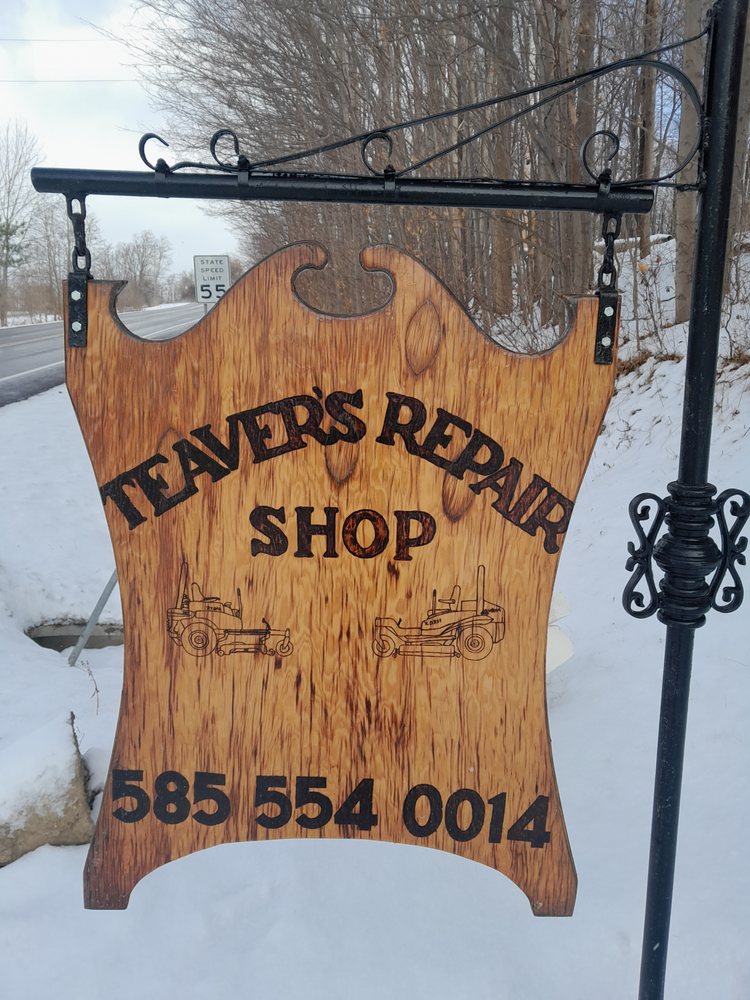 STATE
SPEED
LIMIT
55
TEAVER'S REPAIR
SHOP
585 554 0014